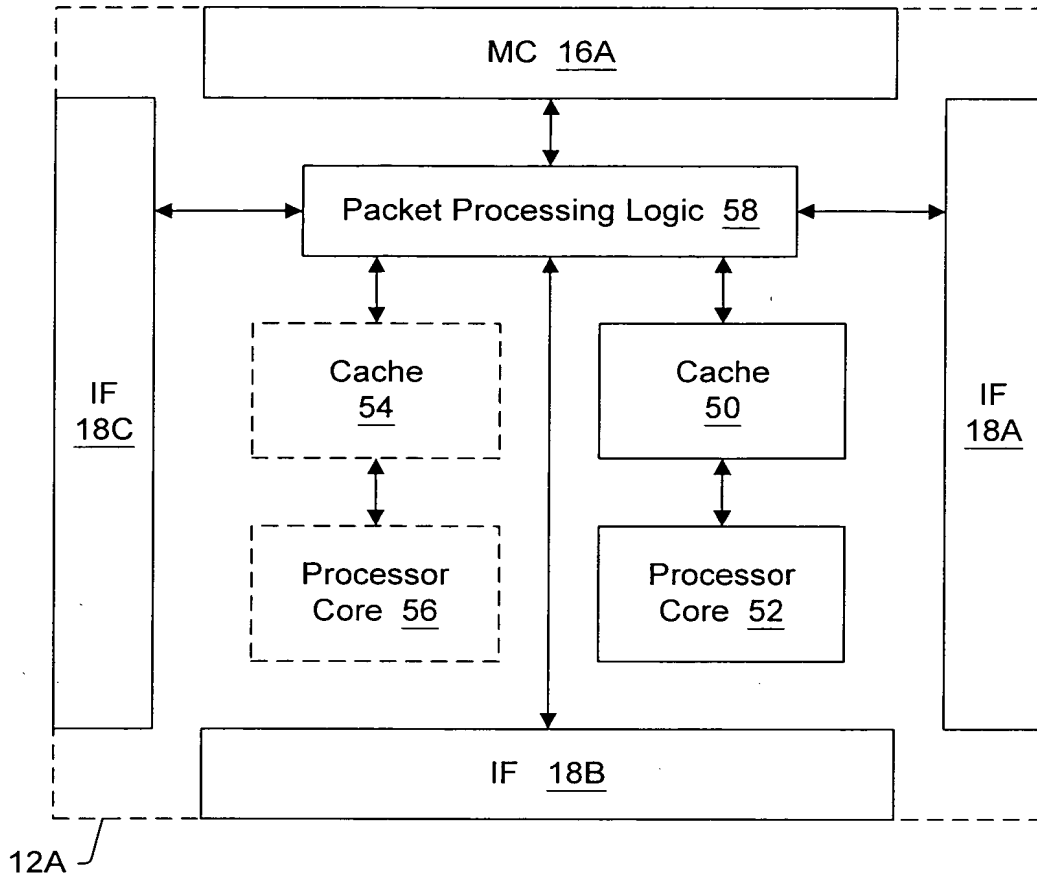 MC 16A
Packet Processing Logic 58
IF
18C
Cache
54
Cache
50
IF
18A
Processor
Core 56
Processor
Core 52
IF 18B
12A